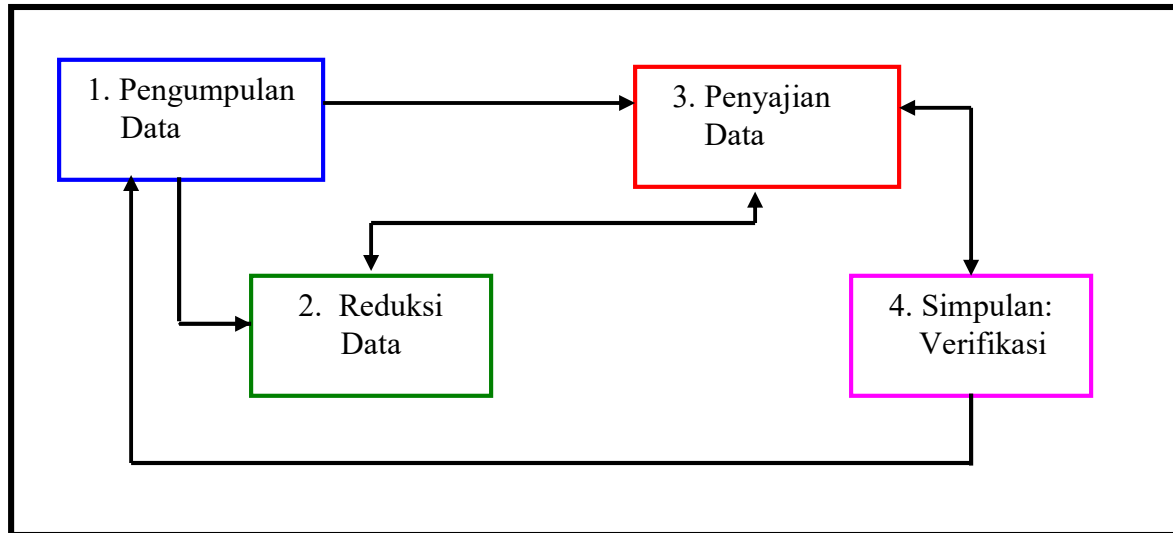 1. Pengumpulan
Data
3. Penyajian
Data
2. Reduksi
Data
4. Simpulan:
Verifikasi